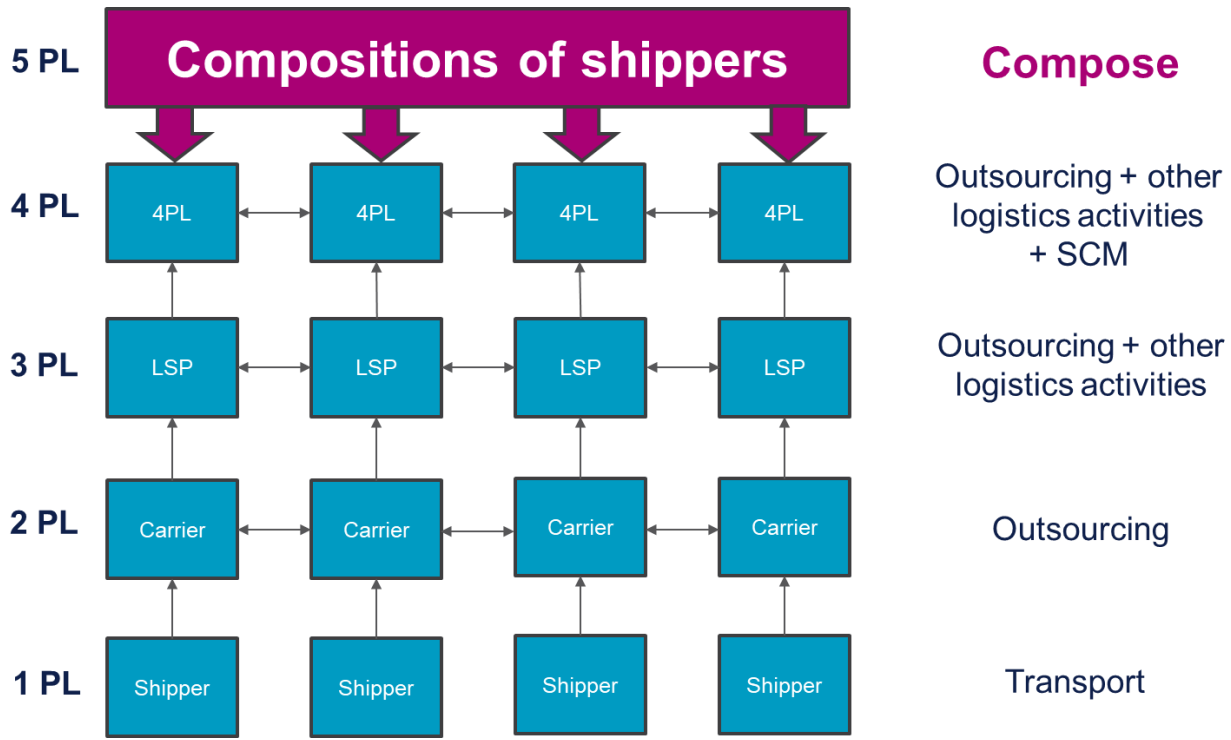 5 PL
Compositions of shippers
Compose
4 PL
4PL
4PL
4PL
4PL
Outsourcing + other
logistics activities
+ SCM
3 PL
LSP
LSP
LSP
LSP
Outsourcing + other
logistics activities
2 PL
Carrier
Carrier
Carrier
Carrier
Outsourcing
1 PL
Shipper
Shipper
Shipper
Shipper
Transport